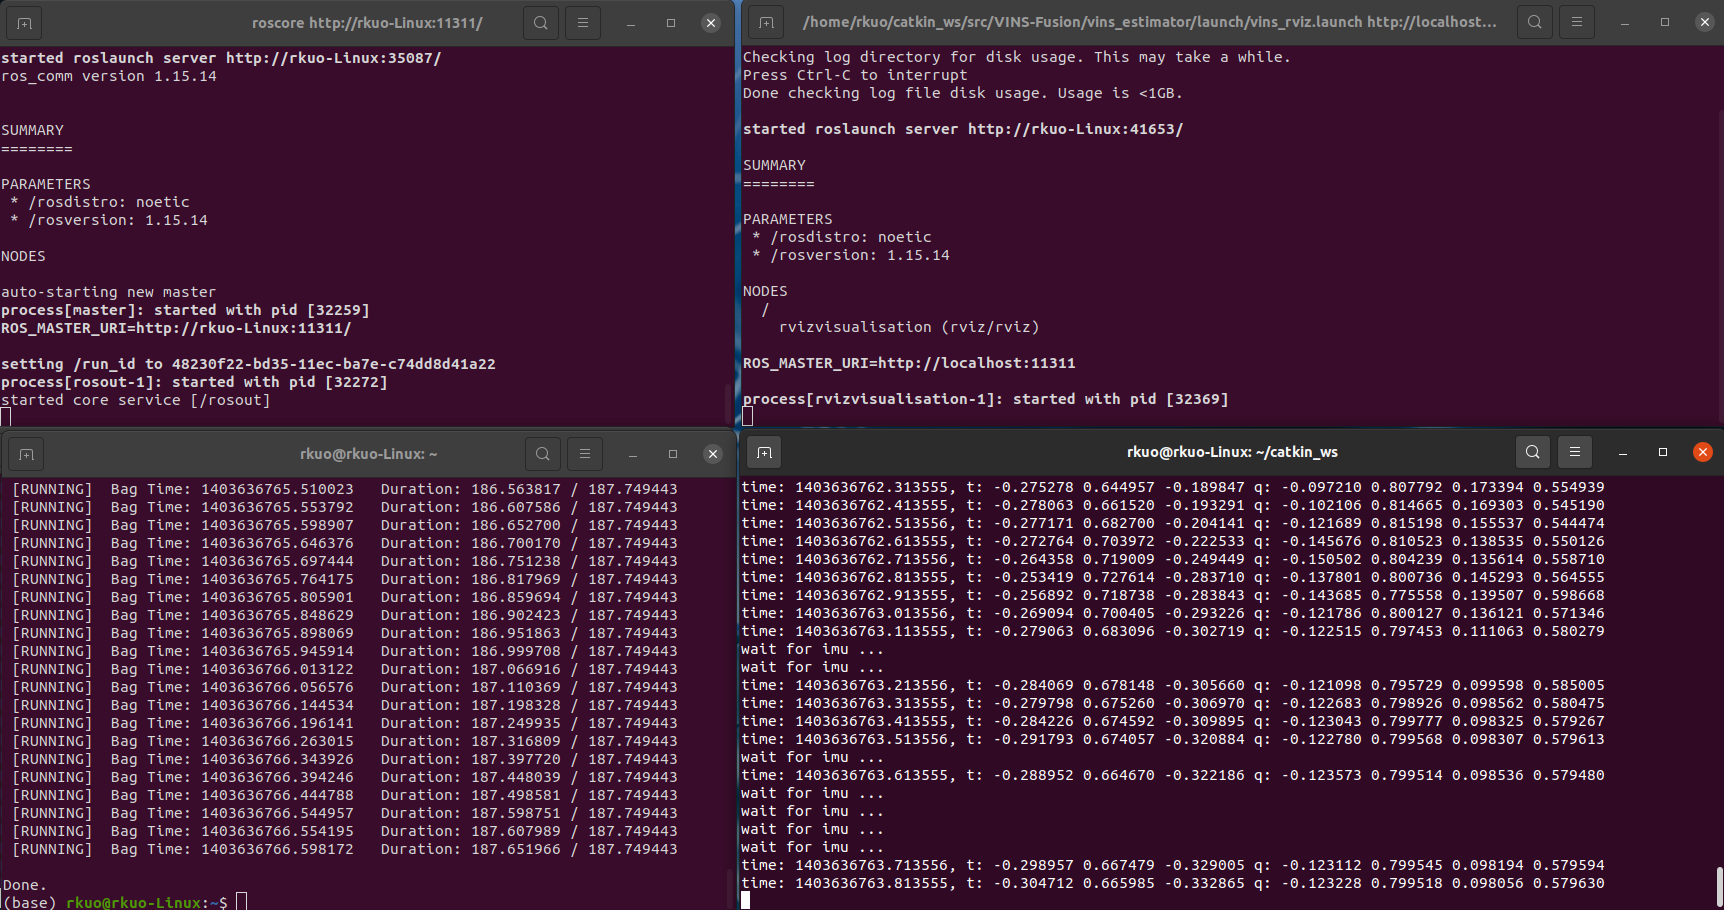 roscore http://rkuo-Linux:11311/
started roslaunch server http://rkuo-Linux:35087/
ros_comm version 1.15.14
SUMMARY
========
PARAMETERS
* /rosdistro: noetic
* /rosversion: 1.15.14
NODES
auto-starting new master
process[master]: started with pid [32259]
ROS_MASTER_URI=http://rkuo-Linux:11311/
setting /run_id to 48230f22-bd35-11ec-ba7e-c74dd8d41a22
process[rosout-1]: started with pid [32272]
started core service [/rosout]
/home/rkuo/catkin_ws/src/VINS-Fusion/vins_estimator/launch/vins_rviz.launch http://localhost...
Checking log directory for disk usage. This may take a while.
Press Ctrl-C to interrupt
Done checking log file disk usage. Usage is <1GB.
started roslaunch server http://rkuo-Linux:41653/
SUMMARY
========
PARAMETERS
* /rosdistro: noetic
* /rosversion: 1.15.14
NODES
/
rvizvisualisation (rviz/rviz)
ROS_MASTER_URI=http://localhost:11311
process[rvizvisualisation-1]: started with pid [32369]
rkuo@rkuo-Linux: ~
[RUNNING]  Bag Time: 1403636765.510023   Duration: 186.563817 / 187.749443
[RUNNING]  Bag Time: 1403636765.553792   Duration: 186.607586 / 187.749443
[RUNNING]  Bag Time: 1403636765.598907   Duration: 186.652700 / 187.749443
[RUNNING]  Bag Time: 1403636765.646376   Duration: 186.700170 / 187.749443
[RUNNING]  Bag Time: 1403636765.697444   Duration: 186.751238 / 187.749443
[RUNNING]  Bag Time: 1403636765.764175   Duration: 186.817969 / 187.749443
[RUNNING]  Bag Time: 1403636765.805901   Duration: 186.859694 / 187.749443
[RUNNING]  Bag Time: 1403636765.848629   Duration: 186.902423 / 187.749443
[RUNNING]  Bag Time: 1403636765.898069   Duration: 186.951863 / 187.749443
[RUNNING]  Bag Time: 1403636765.945914   Duration: 186.999708 / 187.749443
[RUNNING]  Bag Time: 1403636766.013122   Duration: 187.066916 / 187.749443
[RUNNING]  Bag Time: 1403636766.056576   Duration: 187.110369 / 187.749443
[RUNNING]  Bag Time: 1403636766.144534   Duration: 187.198328 / 187.749443
[RUNNING]  Bag Time: 1403636766.196141   Duration: 187.249935 / 187.749443
[RUNNING]  Bag Time: 1403636766.263015   Duration: 187.316809 / 187.749443
[RUNNING]  Bag Time: 1403636766.343926   Duration: 187.397720 / 187.749443
[RUNNING]  Bag Time: 1403636766.394246   Duration: 187.448039 / 187.749443
[RUNNING]  Bag Time: 1403636766.444788   Duration: 187.498581 / 187.749443
[RUNNING]  Bag Time: 1403636766.544957   Duration: 187.598751 / 187.749443
[RUNNING]  Bag Time: 1403636766.554195   Duration: 187.607989 / 187.749443
[RUNNING]  Bag Time: 1403636766.598172   Duration: 187.651966 / 187.749443
Done.
(base) rkuo@rkuo-Linux:~$
rkuo@rkuo-Linux: ~/catkin_ws
time: 1403636762.313555, t: -0.275278 0.644957 -0.189847 q: -0.097210 0.807792 0.173394 0.554939
time: 1403636762.413555, t: -0.278063 0.661520 -0.193291 q: -0.102106 0.814665 0.169303 0.545190
time: 1403636762.513556, t: -0.277171 0.682700 -0.204141 q: -0.121689 0.815198 0.155537 0.544474
time: 1403636762.613555, t: -0.272764 0.703972 -0.222533 q: -0.145676 0.810523 0.138535 0.550126
time: 1403636762.713556, t: -0.264358 0.719009 -0.249449 q: -0.150502 0.804239 0.135614 0.558710
time: 1403636762.813555, t: -0.253419 0.727614 -0.283710 q: -0.137801 0.800736 0.145293 0.564555
time: 1403636762.913555, t: -0.256892 0.718738 -0.283843 q: -0.143685 0.775558 0.139507 0.598668
time: 1403636763.013556, t: -0.269094 0.700405 -0.293226 q: -0.121786 0.800127 0.136121 0.571346
time: 1403636763.113555, t: -0.279063 0.683096 -0.302719 q: -0.122515 0.797453 0.111063 0.580279
wait for imu ...
wait for imu ...
time: 1403636763.213556, t: -0.284069 0.678148 -0.305660 q: -0.121098 0.795729 0.099598 0.585005
time: 1403636763.313555, t: -0.279798 0.675260 -0.306970 q: -0.122683 0.798926 0.098562 0.580475
time: 1403636763.413555, t: -0.284226 0.674592 -0.309895 q: -0.123043 0.799777 0.098325 0.579267
time: 1403636763.513556, t: -0.291793 0.674057 -0.320884 q: -0.122780 0.799568 0.098307 0.579613
wait for imu ...
time: 1403636763.613555, t: -0.288952 0.664670 -0.322186 q: -0.123573 0.799514 0.098536 0.579480
wait for imu ...
wait for imu ...
wait for imu ...
wait for imu ...
time: 1403636763.713556, t: -0.298957 0.667479 -0.329005 q: -0.123112 0.799545 0.098194 0.579594
time: 1403636763.813555, t: -0.304712 0.665985 -0.332865 q: -0.123228 0.799518 0.098056 0.579630